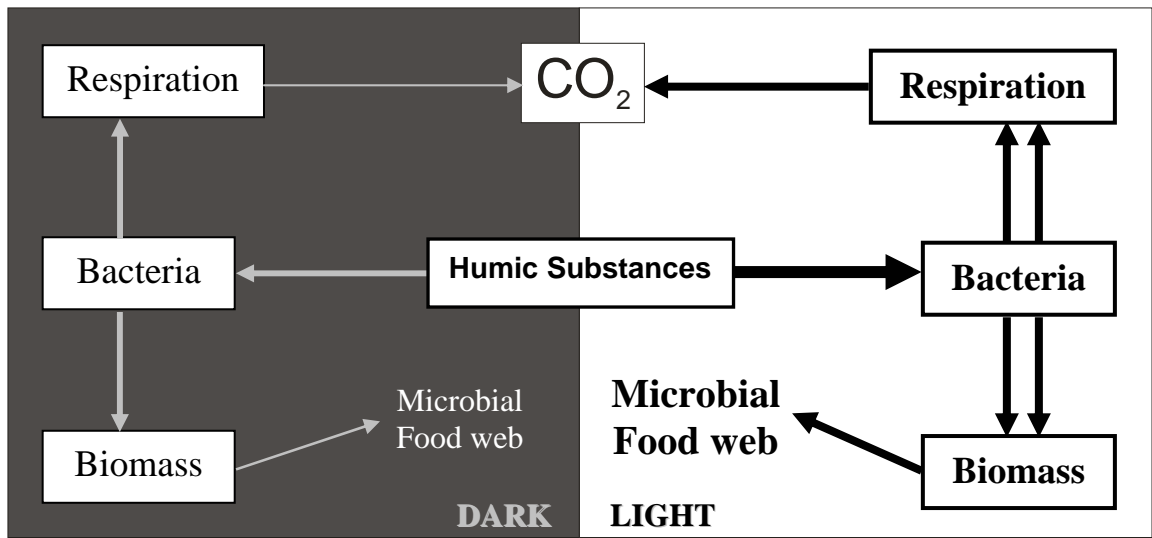 Respiration
CO2
Respiration
Bacteria
Humic Substances
Bacteria
Microbial
Food web
Microbial
Food web
Biomass
Biomass
DARK
LIGHT